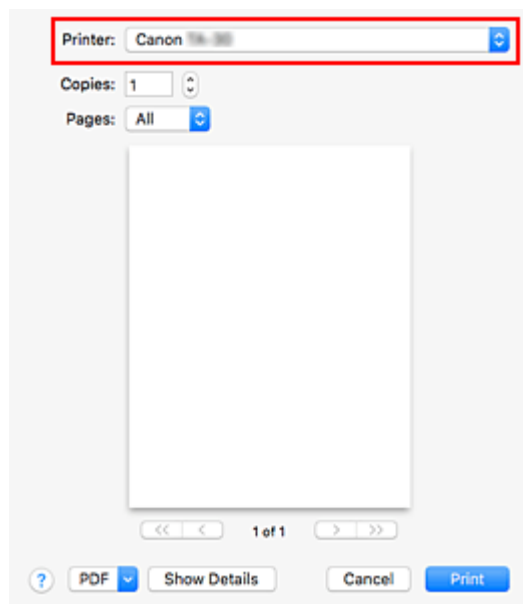 Printer: Canon
Copies: 1
Pages: All
<< < 1 of 1 > >>
? PDF Show Details Cancel Print